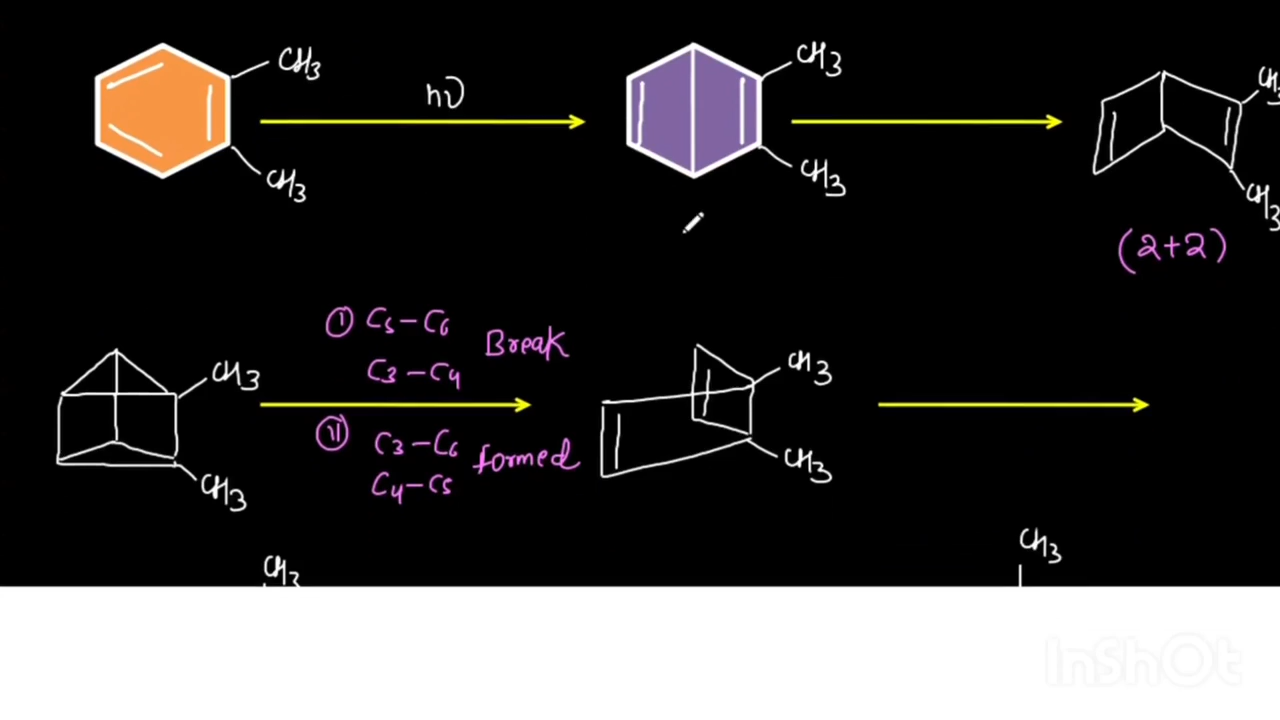 CH3
CH3
hν
CH3
CH3
CH3
CH3
(2+2)
CH3
CH3
I C5-C6
C3-C4
Break
II C3-C6
C4-C5
formed
CH3
CH3
CH3
CH3
InShOt